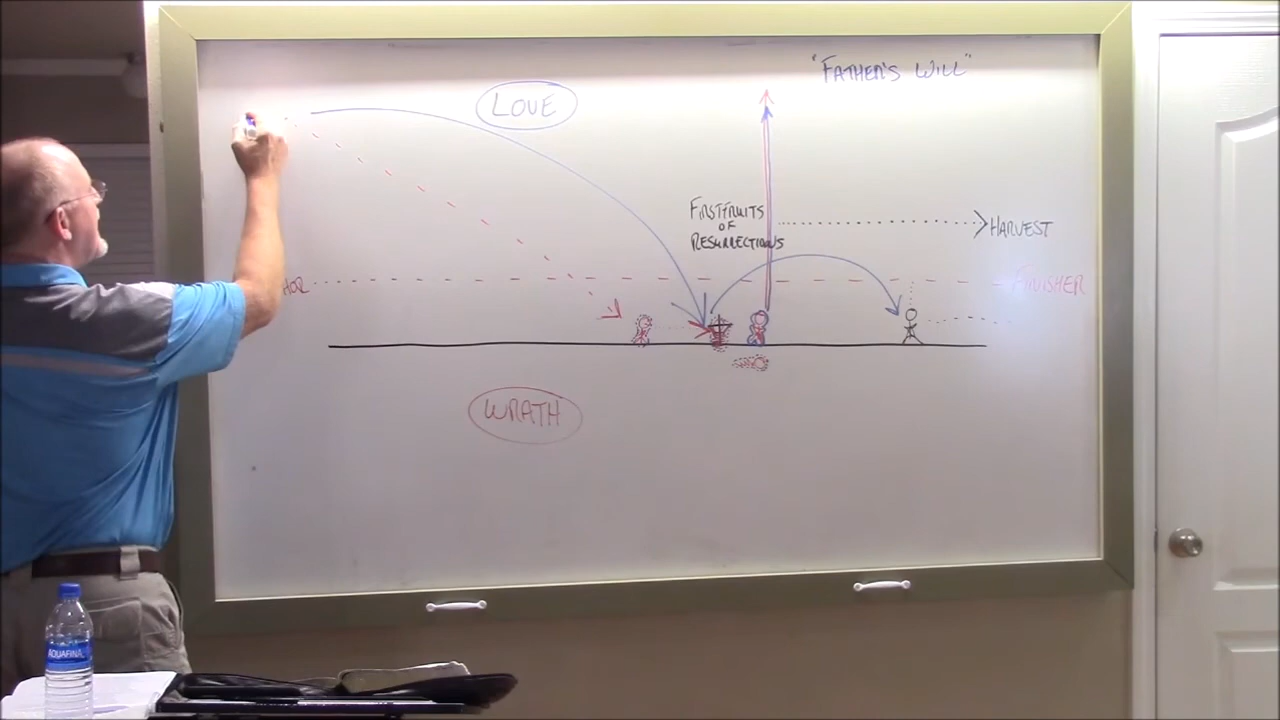 "FATHER'S WILL"
LOVE
FIRSTFRUITS
OF
RESURRECTIONS
HARVEST
FINISHER
WRATH
AQUAFINA